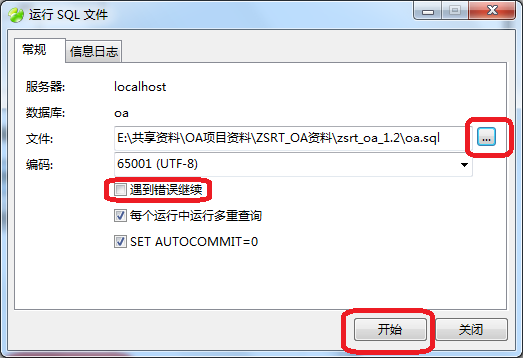 运行 SQL 文件
常规 信息日志
服务器: localhost
数据库: oa
文件: E:\共享资料\OA项目资料\ZSRT_OA资料\zsrt_oa_1.2\oa.sql ...
编码: 65001 (UTF-8)
遇到错误继续
每个运行中运行多重查询
SET AUTOCOMMIT=0
开始 关闭